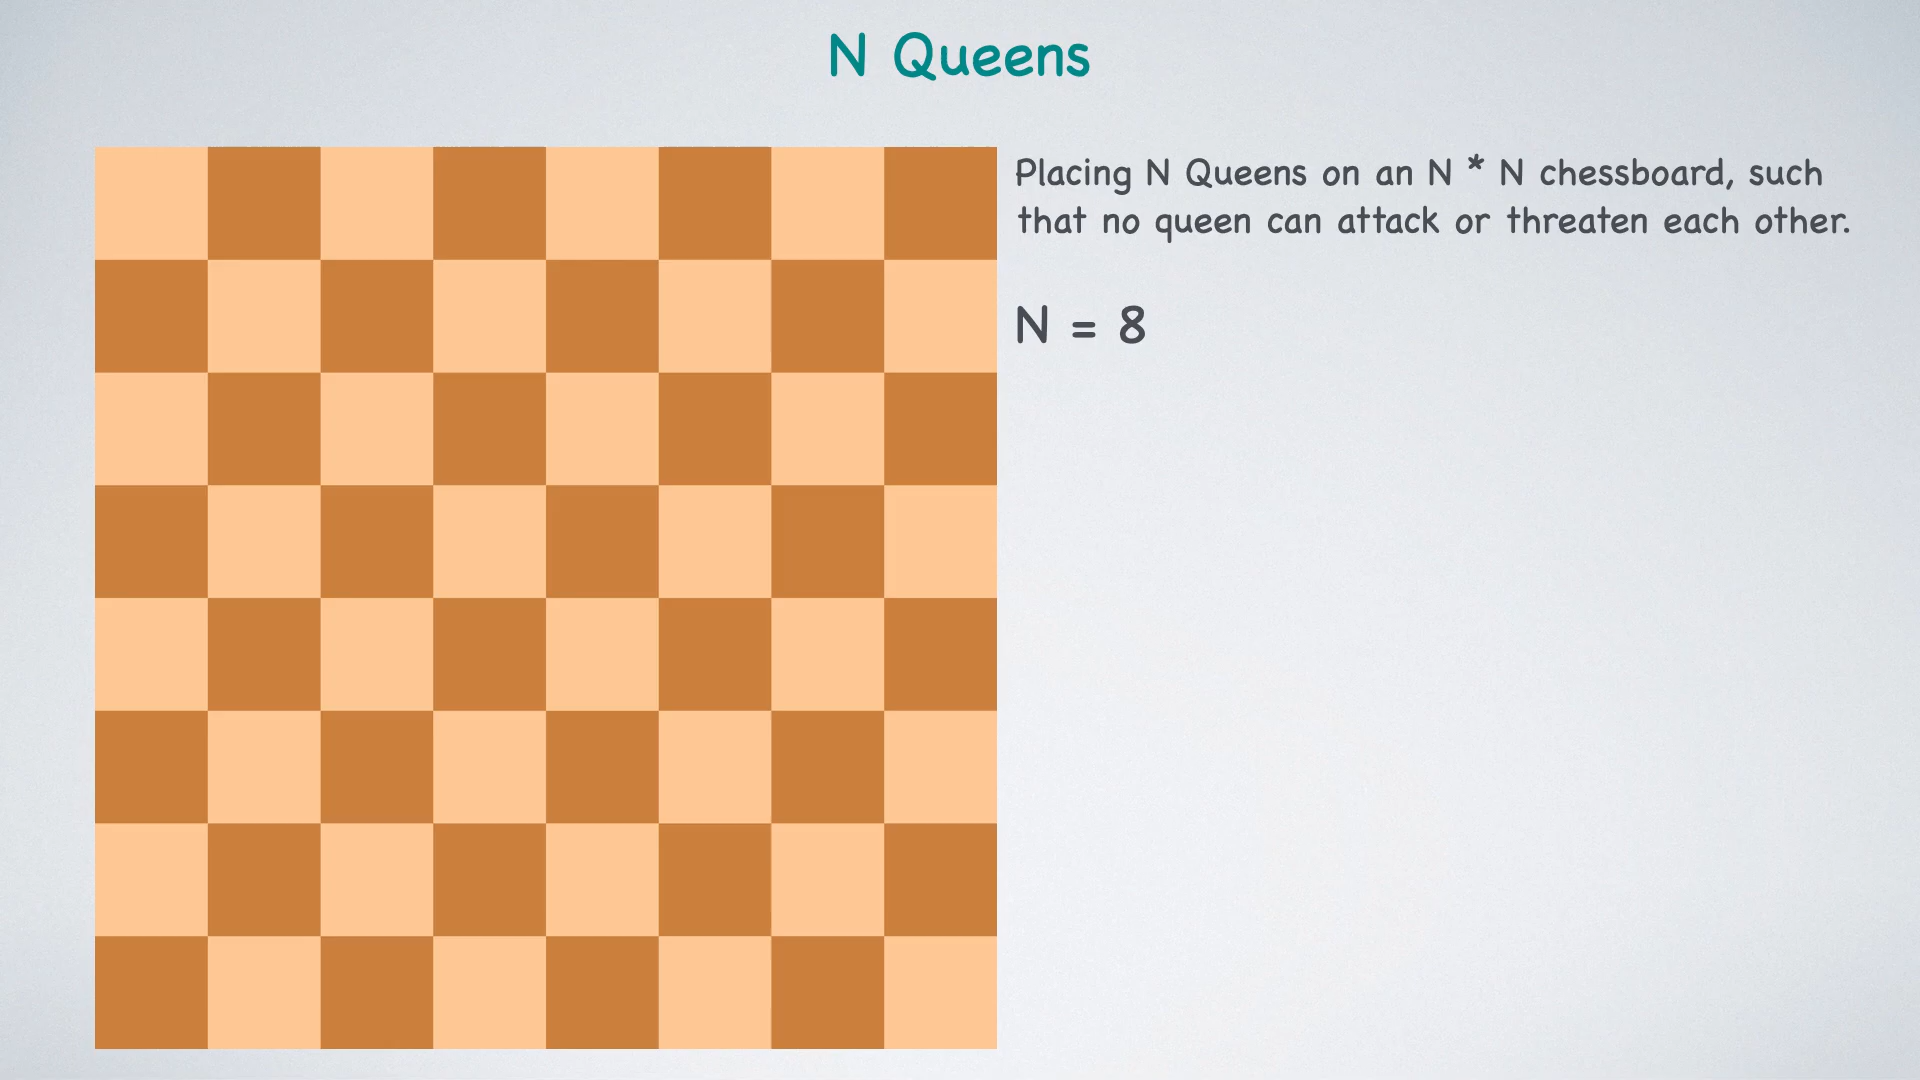 N Queens
Placing N Queens on an N * N chessboard, such
that no queen can attack or threaten each other.
N = 8